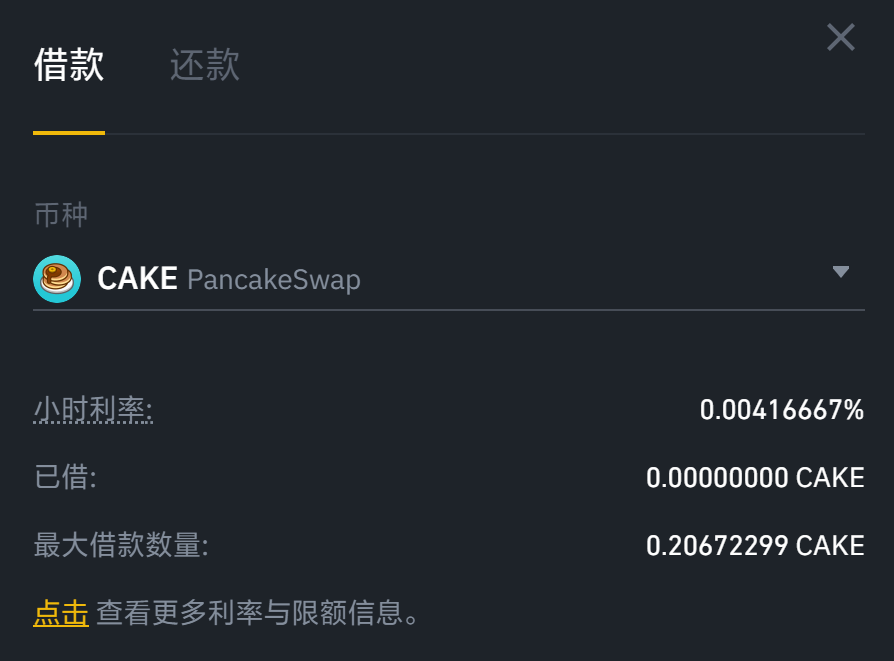 借款 还款
币种
CAKE PancakeSwap
小时利率: 0.00416667%
已借: 0.00000000 CAKE
最大借款数量: 0.20672299 CAKE
点击 查看更多利率与限额信息。